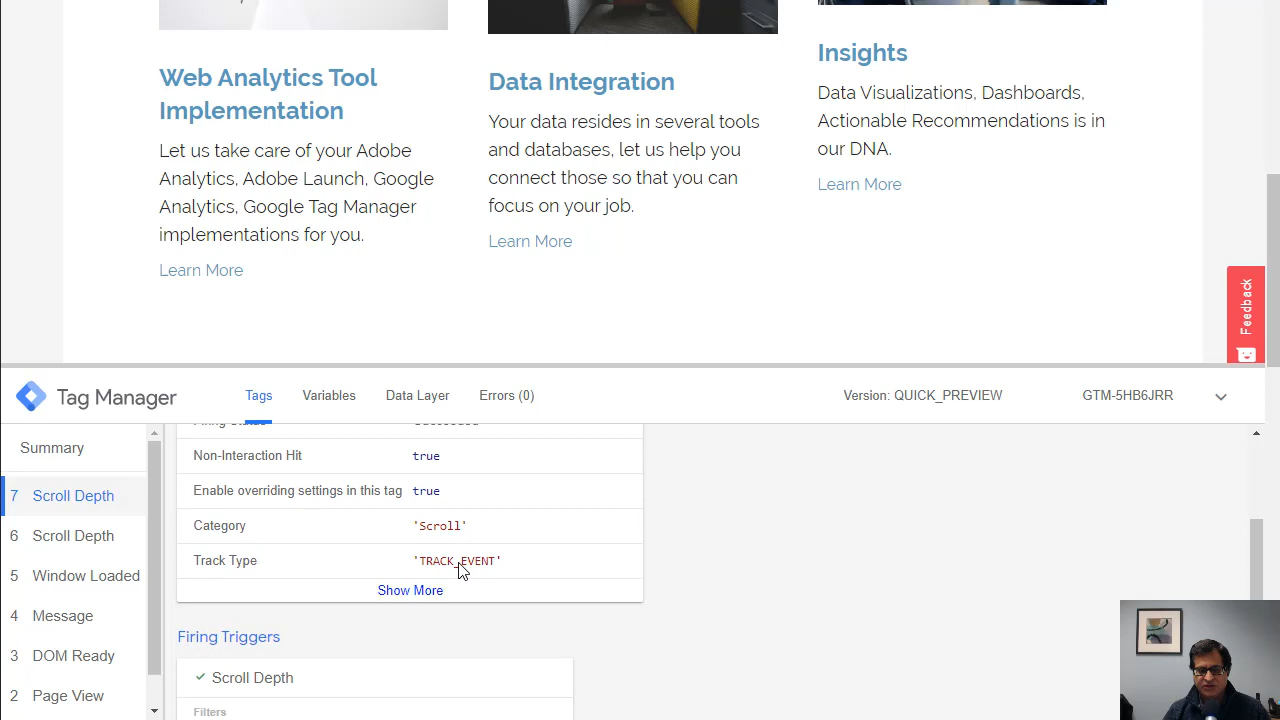 Web Analytics Tool
Implementation
Let us take care of your Adobe
Analytics, Adobe Launch, Google
Analytics, Google Tag Manager
implementations for you.
Learn More
Data Integration
Your data resides in several tools
and databases, let us help you
connect those so that you can
focus on your job.
Learn More
Insights
Data Visualizations, Dashboards,
Actionable Recommendations is in
our DNA.
Learn More
Feedback
Tag Manager
Tags
Variables
Data Layer
Errors (0)
Version: QUICK_PREVIEW
GTM-5HB6JRR
Summary
7 Scroll Depth
6 Scroll Depth
5 Window Loaded
4 Message
3 DOM Ready
2 Page View
Firing Status Succeeded
Non-Interaction Hit true
Enable overriding settings in this tag true
Category 'Scroll'
Track Type 'TRACK_EVENT'
Show More
Firing Triggers
Scroll Depth
Filters